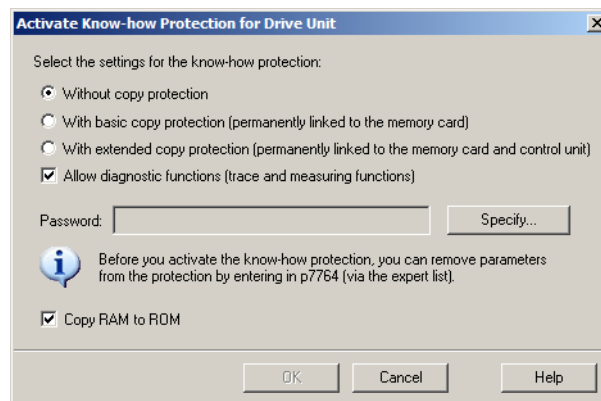 Activate Know-how Protection for Drive Unit
Select the settings for the know-how protection:
Without copy protection
With basic copy protection (permanently linked to the memory card)
With extended copy protection (permanently linked to the memory card and control unit)
Allow diagnostic functions (trace and measuring functions)
Password:
Specify...
Before you activate the know-how protection, you can remove parameters
from the protection by entering in p7764 (via the expert list).
Copy RAM to ROM
OK
Cancel
Help